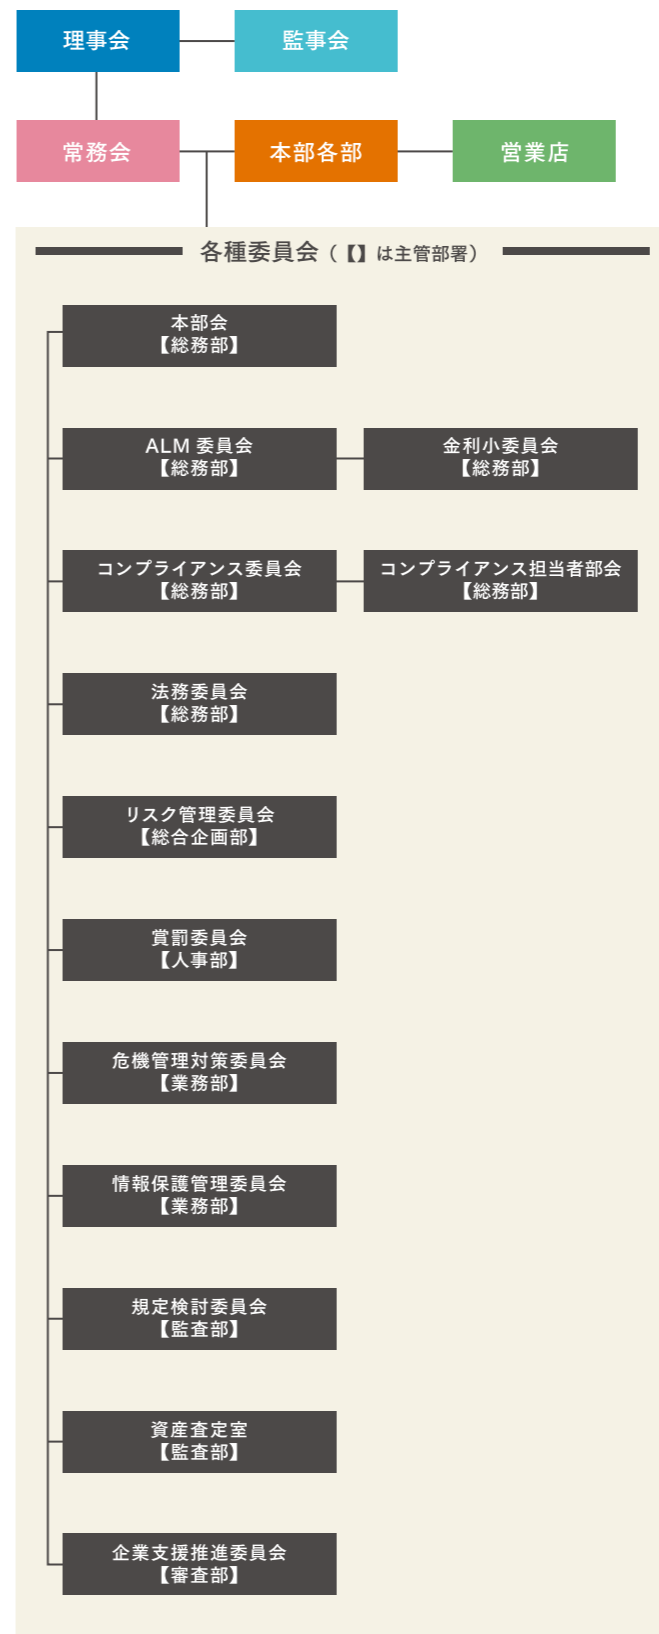 理事会
監事会
常務会
本部各部
営業店
各種委員会（【】は主管部署）
本部会
【総務部】
ALM 委員会
【総務部】
金利小委員会
【総務部】
コンプライアンス委員会
【総務部】
コンプライアンス担当者部会
【総務部】
法務委員会
【総務部】
リスク管理委員会
【総合企画部】
賞罰委員会
【人事部】
危機管理対策委員会
【業務部】
情報保護管理委員会
【業務部】
規定検討委員会
【監査部】
資産査定室
【監査部】
企業支援推進委員会
【審査部】